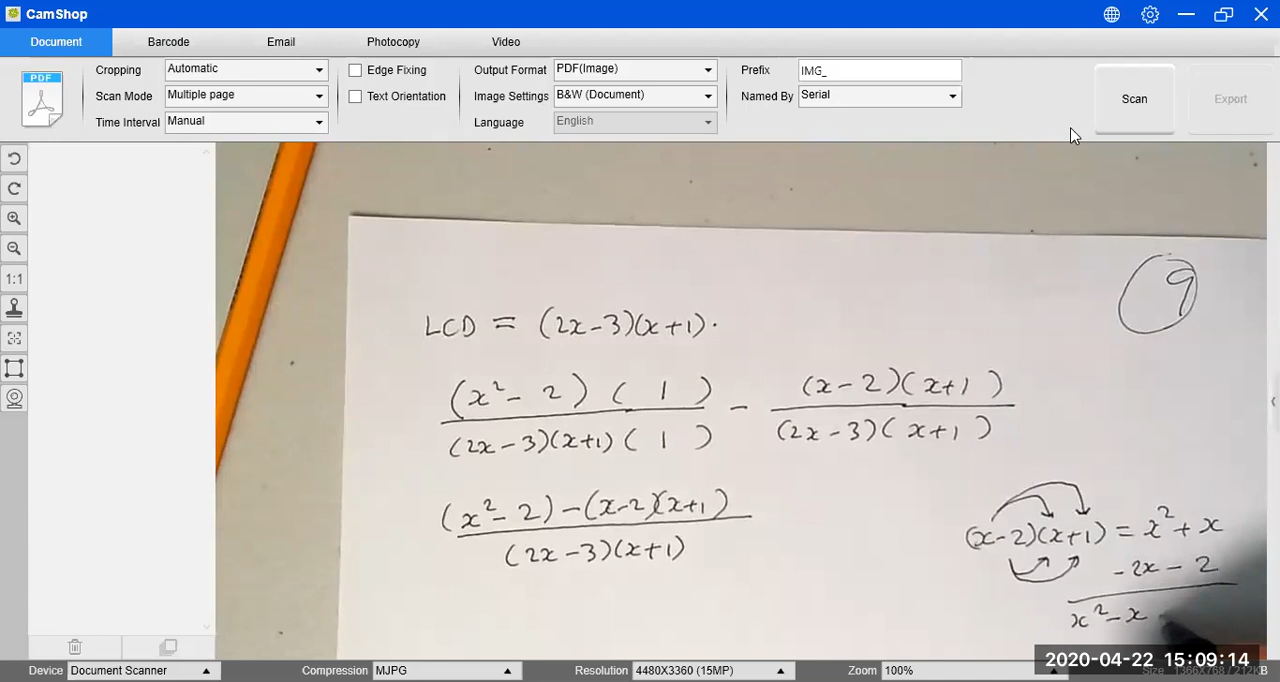 CamShop
Document Barcode Email Photocopy Video
PDF
Cropping Automatic Edge Fixing Output Format PDF(Image) Prefix IMG_
Scan Mode Multiple page Text Orientation Image Settings B&W (Document) Named By Serial
Time Interval Manual Language English
Scan Export
1:1
9
LCD = (2x-3)(x+1).
(x²-2)(1)/(2x-3)(x+1)(1) - (x-2)(x+1)/(2x-3)(x+1)
(x²-2)-(x-2)(x+1)/(2x-3)(x+1)
(x-2)(x+1) = x²+x
-2x-2
x²-x
Device Document Scanner Compression MJPG Resolution 4480X3360 (15MP) Zoom 100%
2020-04-22 15:09:14